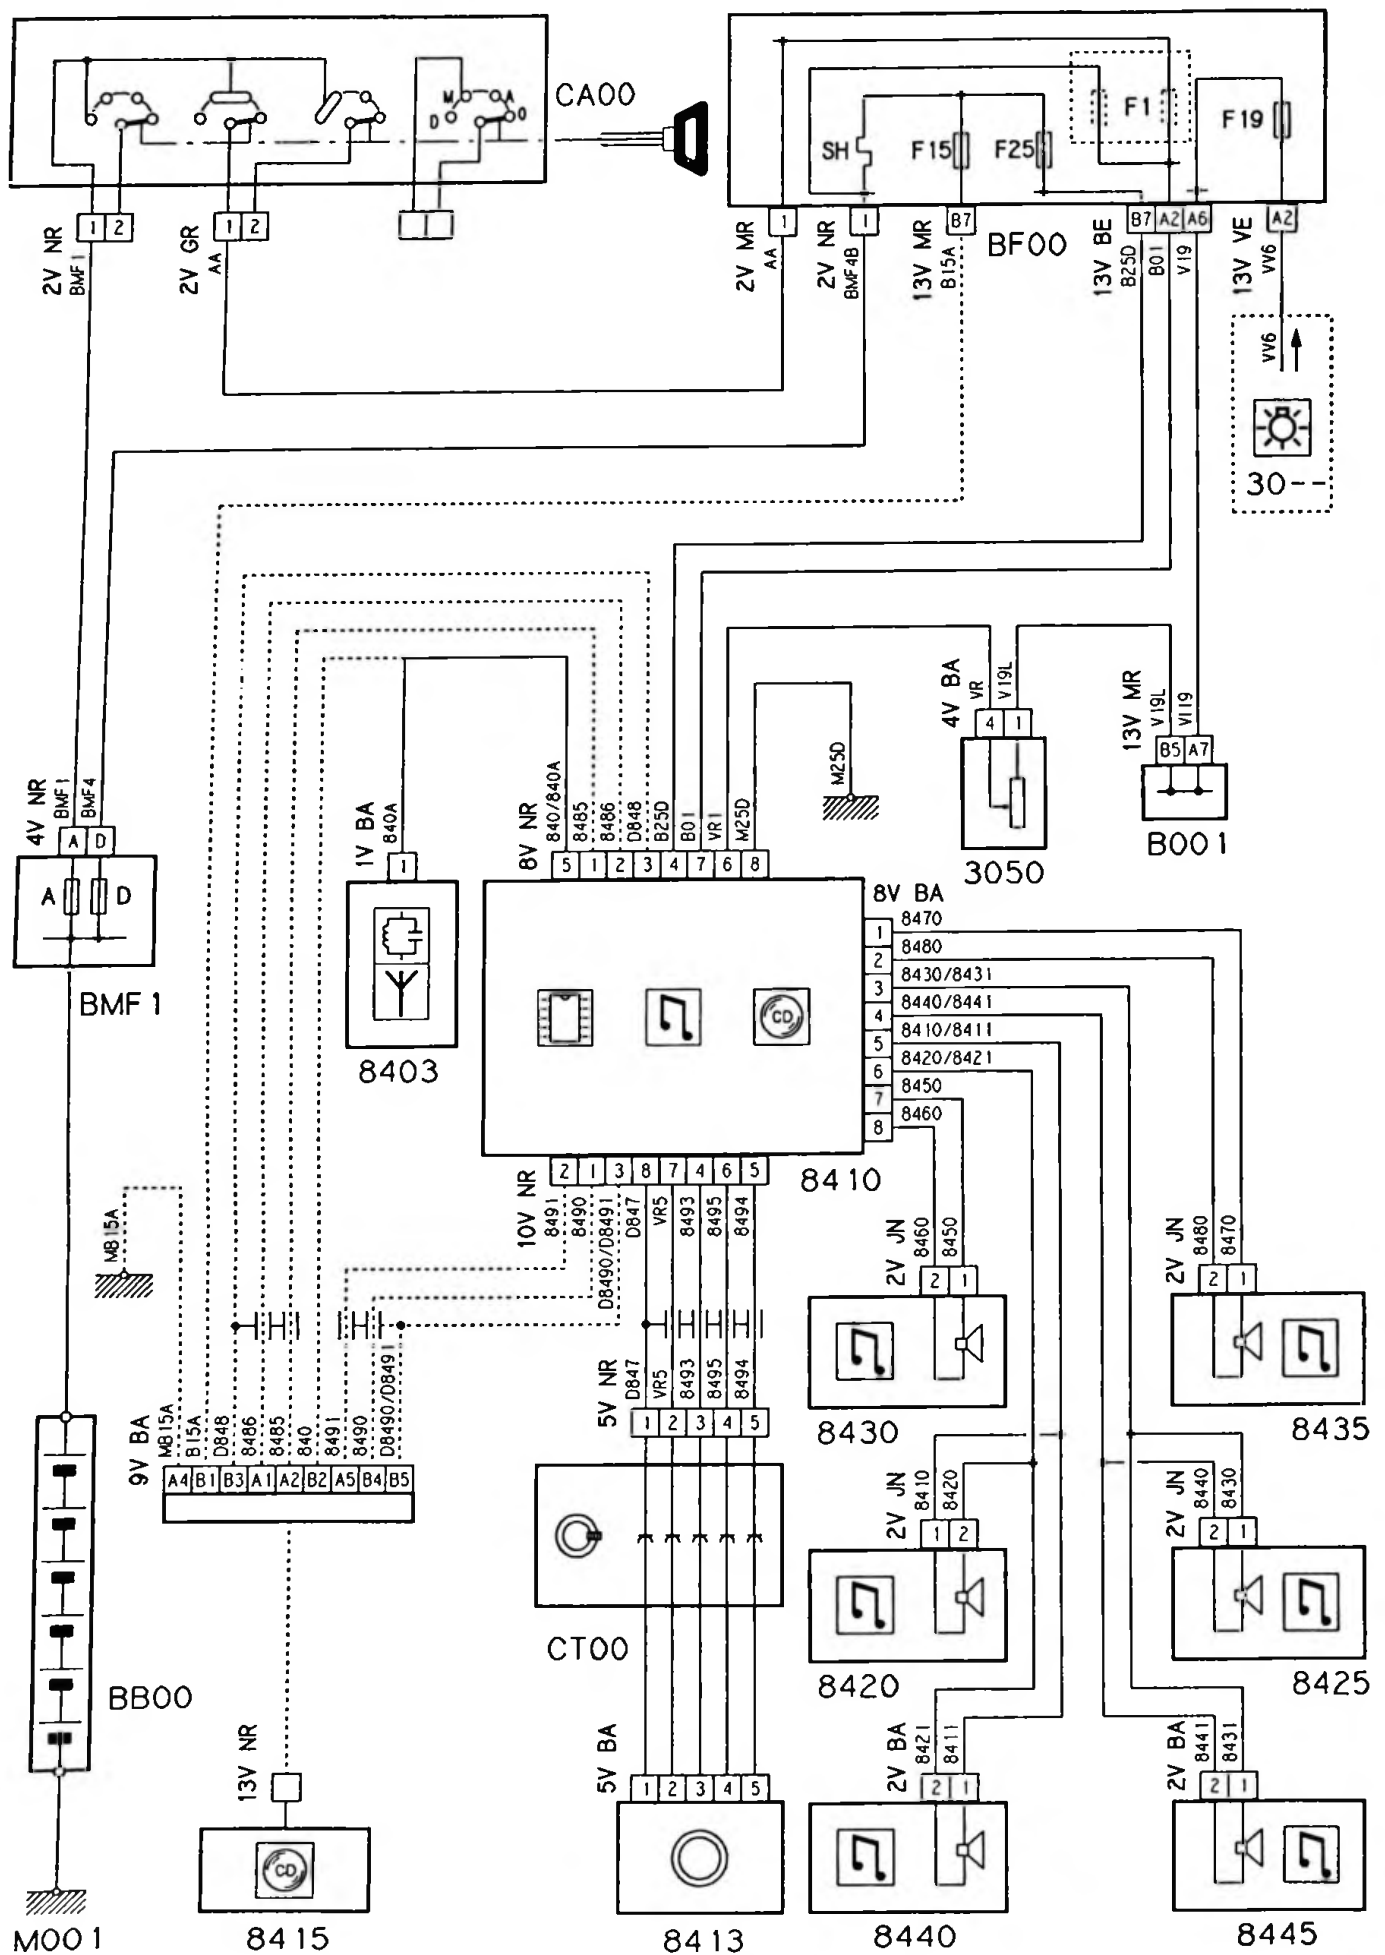 CA00
M
A
D
O
1 2
2V NR
BMF1
1 2
2V GR
AA
SH
F15
F25
F1
F19
BF00
1
2V MR
AA
1
2V NR
BMF4B
B7
13V MR
B15A
B7 A2 A6
13V BE
B25D
B01
V19
A2
13V VE
VV6
VV6
30--
4V BA
VR
V19L
4 1
3050
13V MR
V19L
V119
B5 A7
B001
M25D
4V NR
BMF1
BMF4
A D
A
D
BMF1
1V BA
840A
1
8403
8V NR
840/840A
8485
8486
D848
B25D
B01
VR1
M25D
5 1 2 3 4 7 6 8
CD
8410
8V BA
1 8470
2 8480
3 8430/8431
4 8440/8441
5 8410/8411
6 8420/8421
7 8450
8 8460
2 1 3 8 7 4 6 5
10V NR
8491
8490
D8490/D8491
D847
VR5
8493
8495
8494
MB15A
9V BA
MB15A
B15A
D848
8486
8485
840
8491
8490
D8490/D8491
A4 B1 B3 A1 A2 B2 A5 B4 B5
5V NR
D847
VR5
8493
8495
8494
1 2 3 4 5
CT00
5V BA
1 2 3 4 5
8413
13V NR
CD
8415
BB00
M001
2V JN
8460
8450
2 1
8430
2V JN
8480
8470
2 1
8435
2V JN
8410
8420
1 2
8420
2V JN
8440
8430
2 1
8425
2V BA
8421
8411
2 1
8440
2V BA
8441
8431
2 1
8445